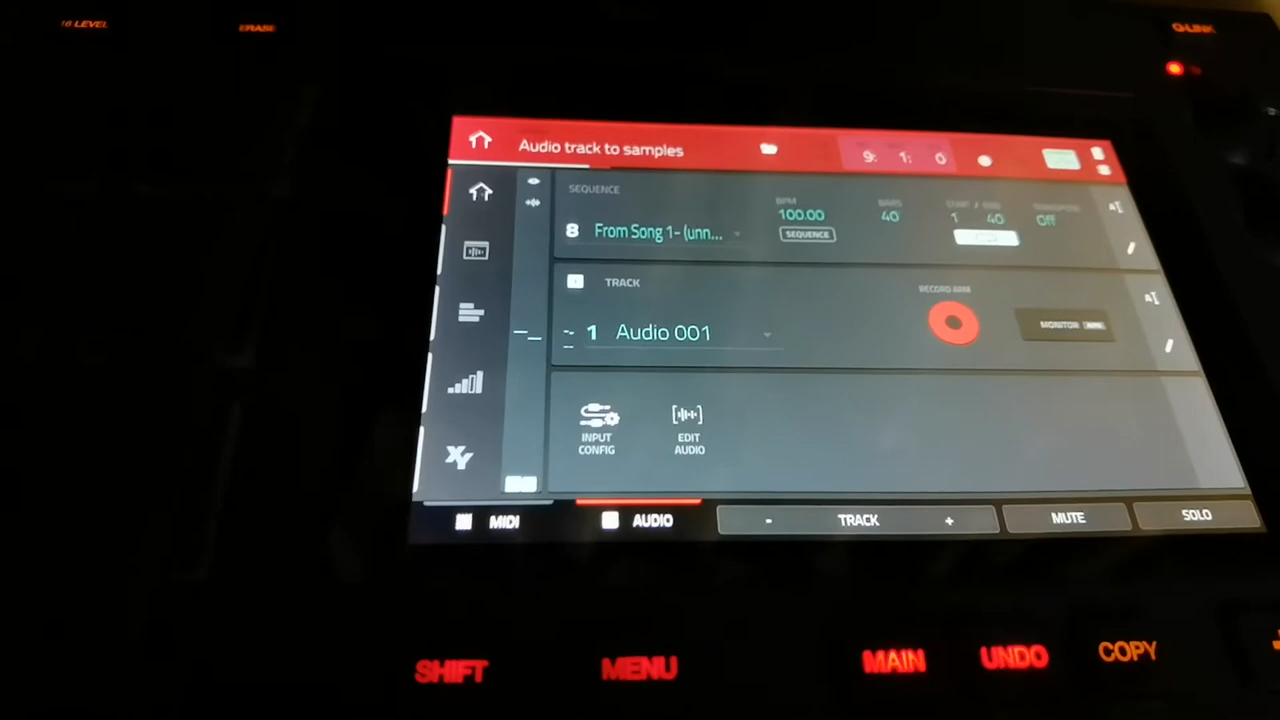 16 LEVEL
ERASE
Q-LINK
Audio track to samples
9: 1: 0
SEQUENCE
BPM
BARS
8 From Song 1- (unn...
100.00
40
1 40
Off
SEQUENCE
TRACK
RECORD ARM
1 Audio 001
MONITOR
INPUT
CONFIG
EDIT
AUDIO
XY
MIDI
AUDIO
- TRACK +
MUTE
SOLO
SHIFT
MENU
MAIN
UNDO
COPY